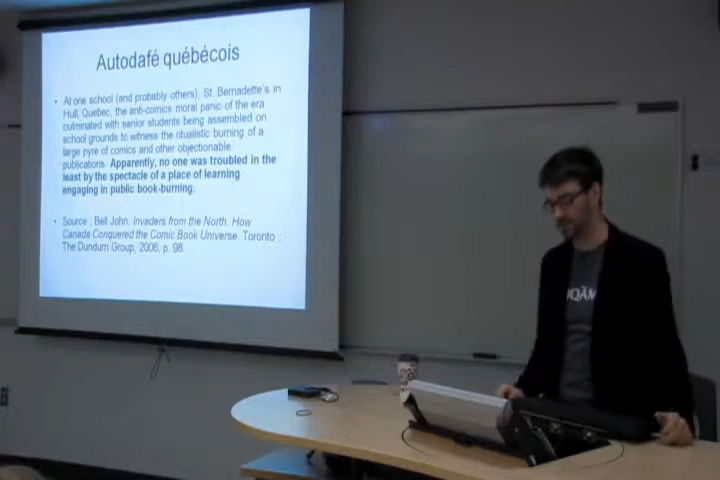 Autodafé québécois
• At one school (and probably others), St. Bernadette's in
Hull, Quebec, the anti-comics moral panic of the era
culminated with senior students being assembled on
school grounds to witness the ritualistic burning of a
large pyre of comics and other objectionable
publications. Apparently, no one was troubled in the
least by the spectacle of a place of learning
engaging in public book-burning.
• Source : Bell John. Invaders from the North. How
Canada Conquered the Comic Book Universe. Toronto
The Dundurn Group, 2006, p. 98
UQÀM